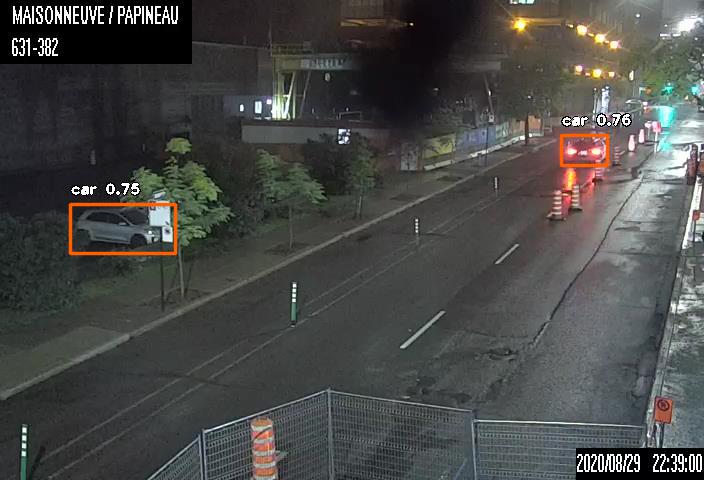 MAISONNEUVE / PAPINEAU
631-382
car 0.76
car 0.75
2020/08/29 22:39:00